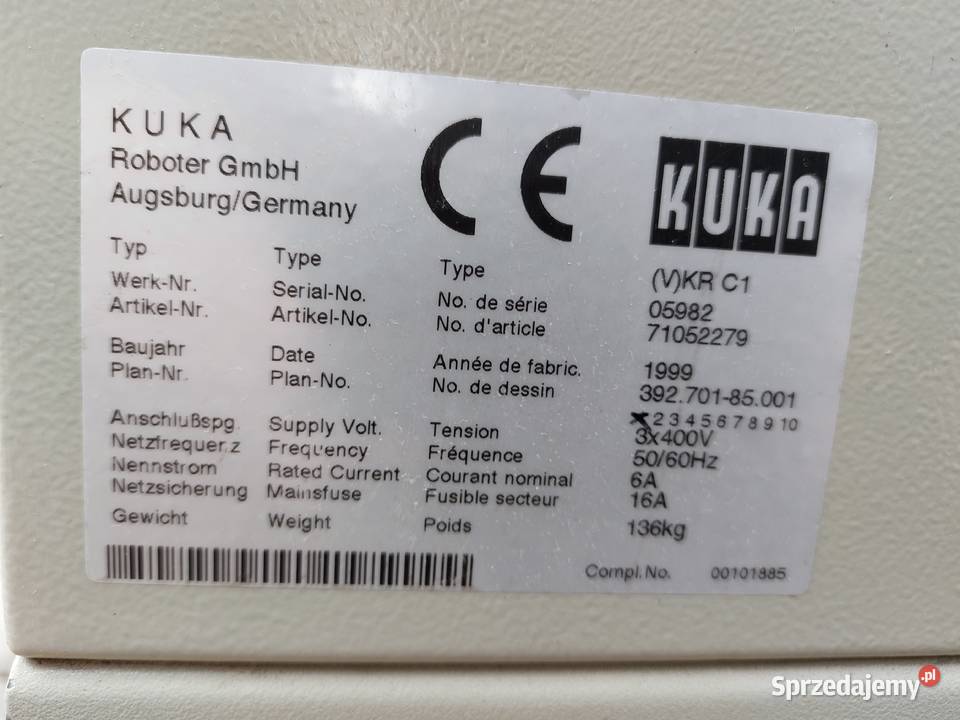 KUKA
Roboter GmbH
Augsburg/Germany
CE
KUKA
Typ Type Type (V)KR C1
Werk-Nr. Serial-No. No. de série 05982
Artikel-Nr. Artikel-No. No. d'article 71052279
Baujahr Date Année de fabric. 1999
Plan-Nr. Plan-No. No. de dessin 392.701-85.001
2 3 4 5 6 7 8 9 10
Anschlußspg. Supply Volt. Tension 3x400V
Netzfrequenz Frequency Fréquence 50/60Hz
Nennstrom Rated Current Courant nominal 6A
Netzsicherung Mainsfuse Fusible secteur 16A
Gewicht Weight Poids 136kg
Compl.No. 00101885
Sprzedajemy.pl